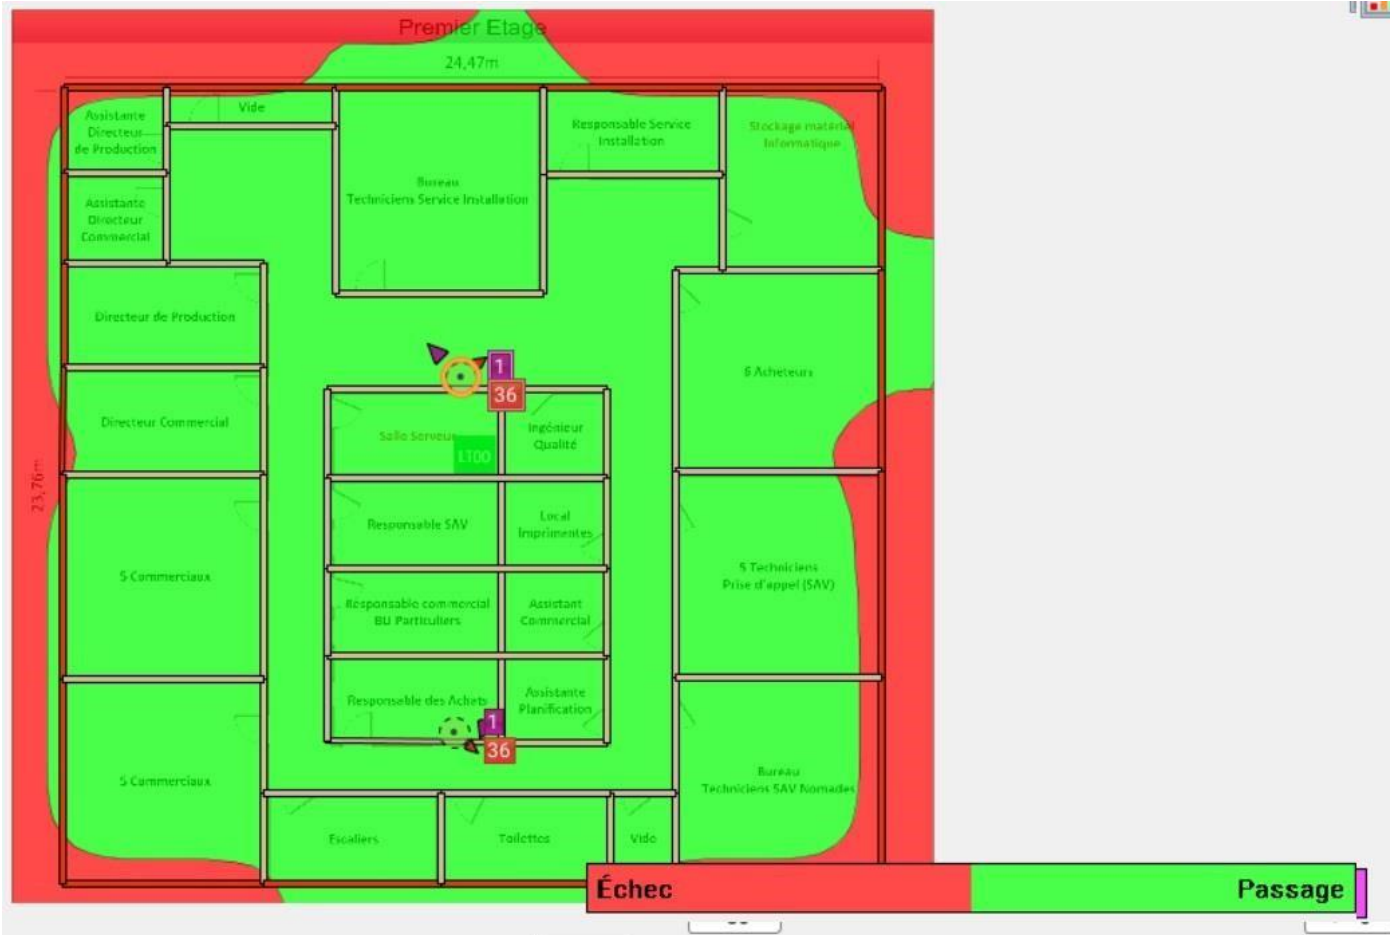 Premier Etage
24,47m
Assistante
Directeur
de Production
Vide
Responsable Service
Installation
Stockage matériel
Informatique
Bureau
Techniciens Service Installation
Assistante
Directeur
Commercial
Directeur de Production
6 Acheteurs
1
36
Directeur Commercial
Salle Serveur
LT00
Ingénieur
Qualité
23,76m
Responsable SAV
Local
Imprimentes
5 Commerciaux
5 Techniciens
Prise d'appel (SAV)
Responsable commercial
BU Particuliers
Assistant
Commercial
Responsable des Achats
Assistante
Planification
1
36
5 Commerciaux
Bureau
Techniciens SAV Nomades
Escaliers
Toilettes
Vide
Échec
Passage